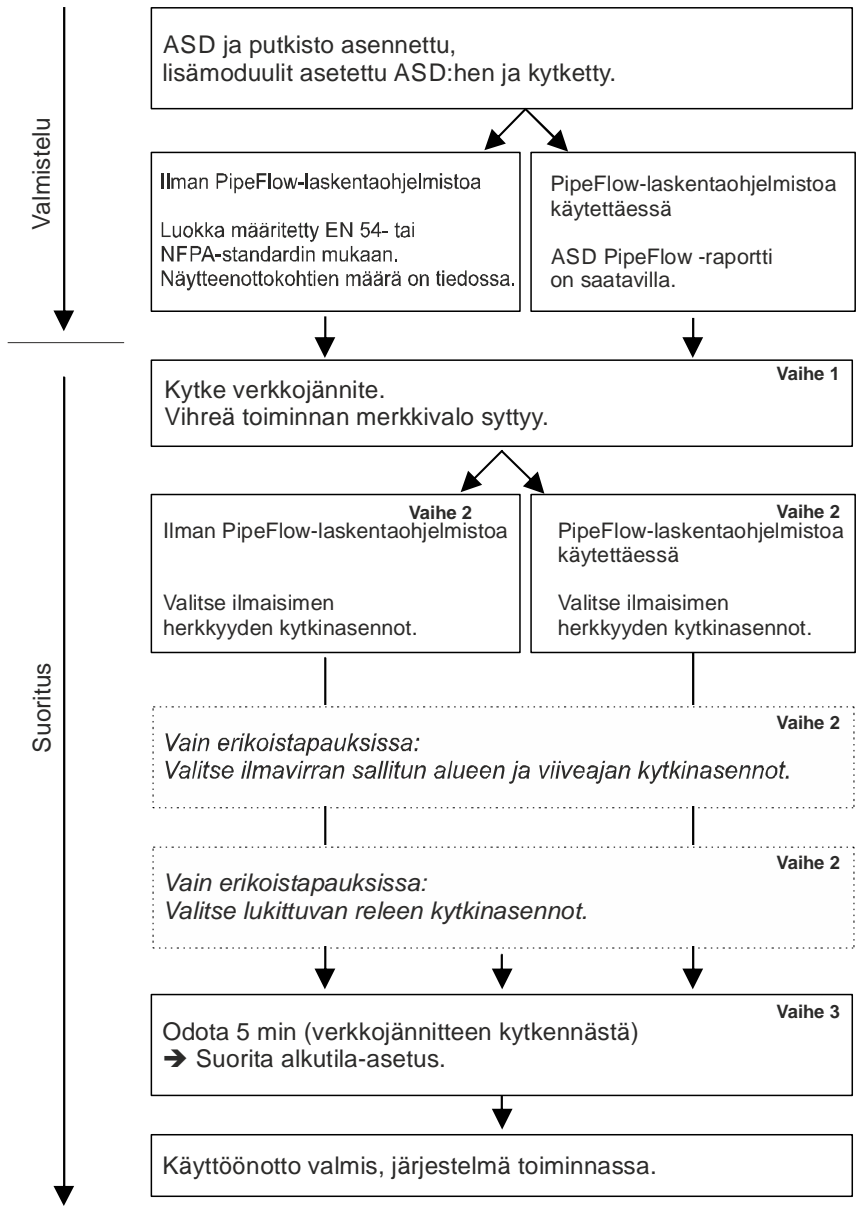 Valmistelu
ASD ja putkisto asennettu,
lisämoduulit asetettu ASD:hen ja kytketty.
Ilman PipeFlow-laskentaohjelmistoa
Luokka määritetty EN 54- tai
NFPA-standardin mukaan.
Näytteenottokohtien määrä on tiedossa.
PipeFlow-laskentaohjelmistoa
käytettäessä
ASD PipeFlow -raportti
on saatavilla.
Suoritus
Vaihe 1
Kytke verkkojännite.
Vihreä toiminnan merkkivalo syttyy.
Vaihe 2
Ilman PipeFlow-laskentaohjelmistoa
Valitse ilmaisimen
herkkyyden kytkinasennot.
Vaihe 2
PipeFlow-laskentaohjelmistoa
käytettäessä
Valitse ilmaisimen
herkkyyden kytkinasennot.
Vaihe 2
Vain erikoistapauksissa:
Valitse ilmavirran sallitun alueen ja viiveajan kytkinasennot.
Vaihe 2
Vain erikoistapauksissa:
Valitse lukittuvan releen kytkinasennot.
Vaihe 3
Odota 5 min (verkkojännitteen kytkennästä)
➔ Suorita alkutila-asetus.
Käyttöönotto valmis, järjestelmä toiminnassa.